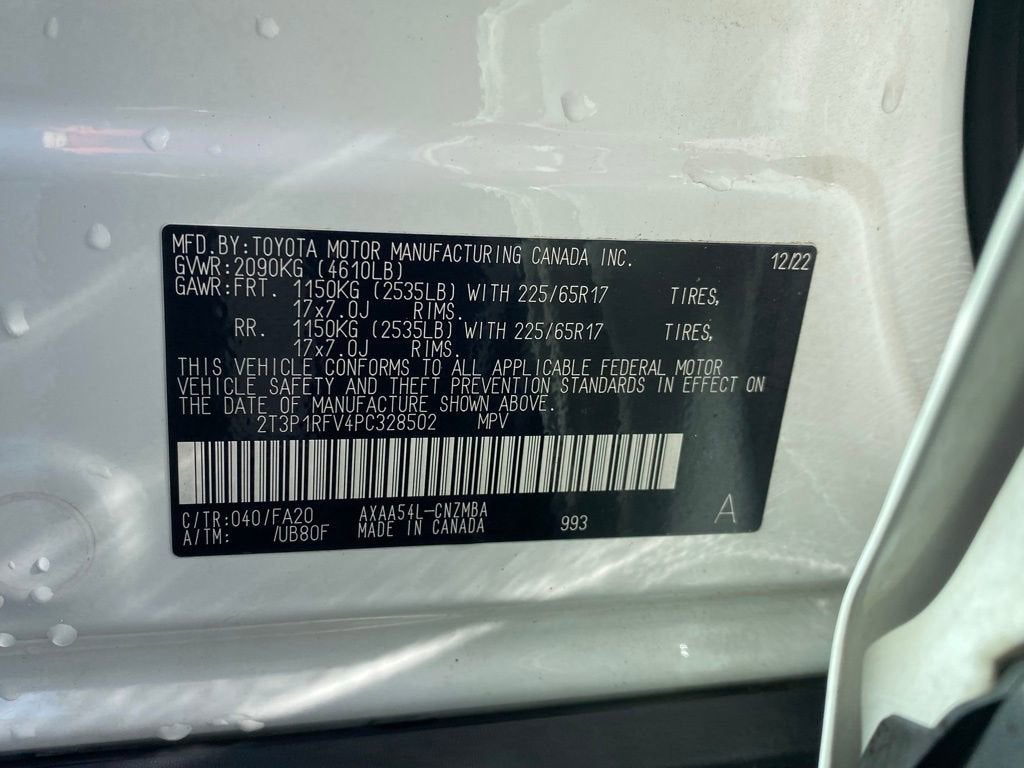 MFD.BY:TOYOTA MOTOR MANUFACTURING CANADA INC. 12/22
GVWR:2090KG (4610LB)
GAWR:FRT. 1150KG (2535LB) WITH 225/65R17 TIRES,
17x7.0J RIMS.
RR. 1150KG (2535LB) WITH 225/65R17 TIRES,
17x7.0J RIMS.
THIS VEHICLE CONFORMS TO ALL APPLICABLE FEDERAL MOTOR
VEHICLE SAFETY AND THEFT PREVENTION STANDARDS IN EFFECT ON
THE DATE OF MANUFACTURE SHOWN ABOVE.
2T3P1RFV4PC328502 MPV
C/TR:040/FA20 AXAA54L-CNZMBA
A/TM: /UB80F MADE IN CANADA 993 A